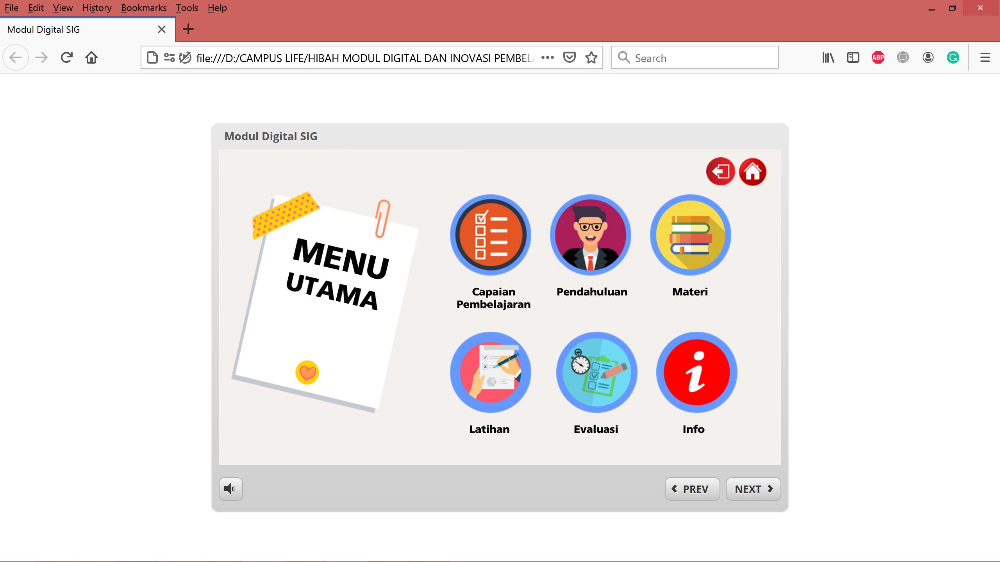 File Edit View History Bookmarks Tools Help
Modul Digital SIG
file:///D:/CAMPUS LIFE/HIBAH MODUL DIGITAL DAN INOVASI PEMBELA
Search
ABP
Modul Digital SIG
MENU
UTAMA
Capaian
Pembelajaran
Pendahuluan
Materi
Latihan
Evaluasi
Info
PREV
NEXT